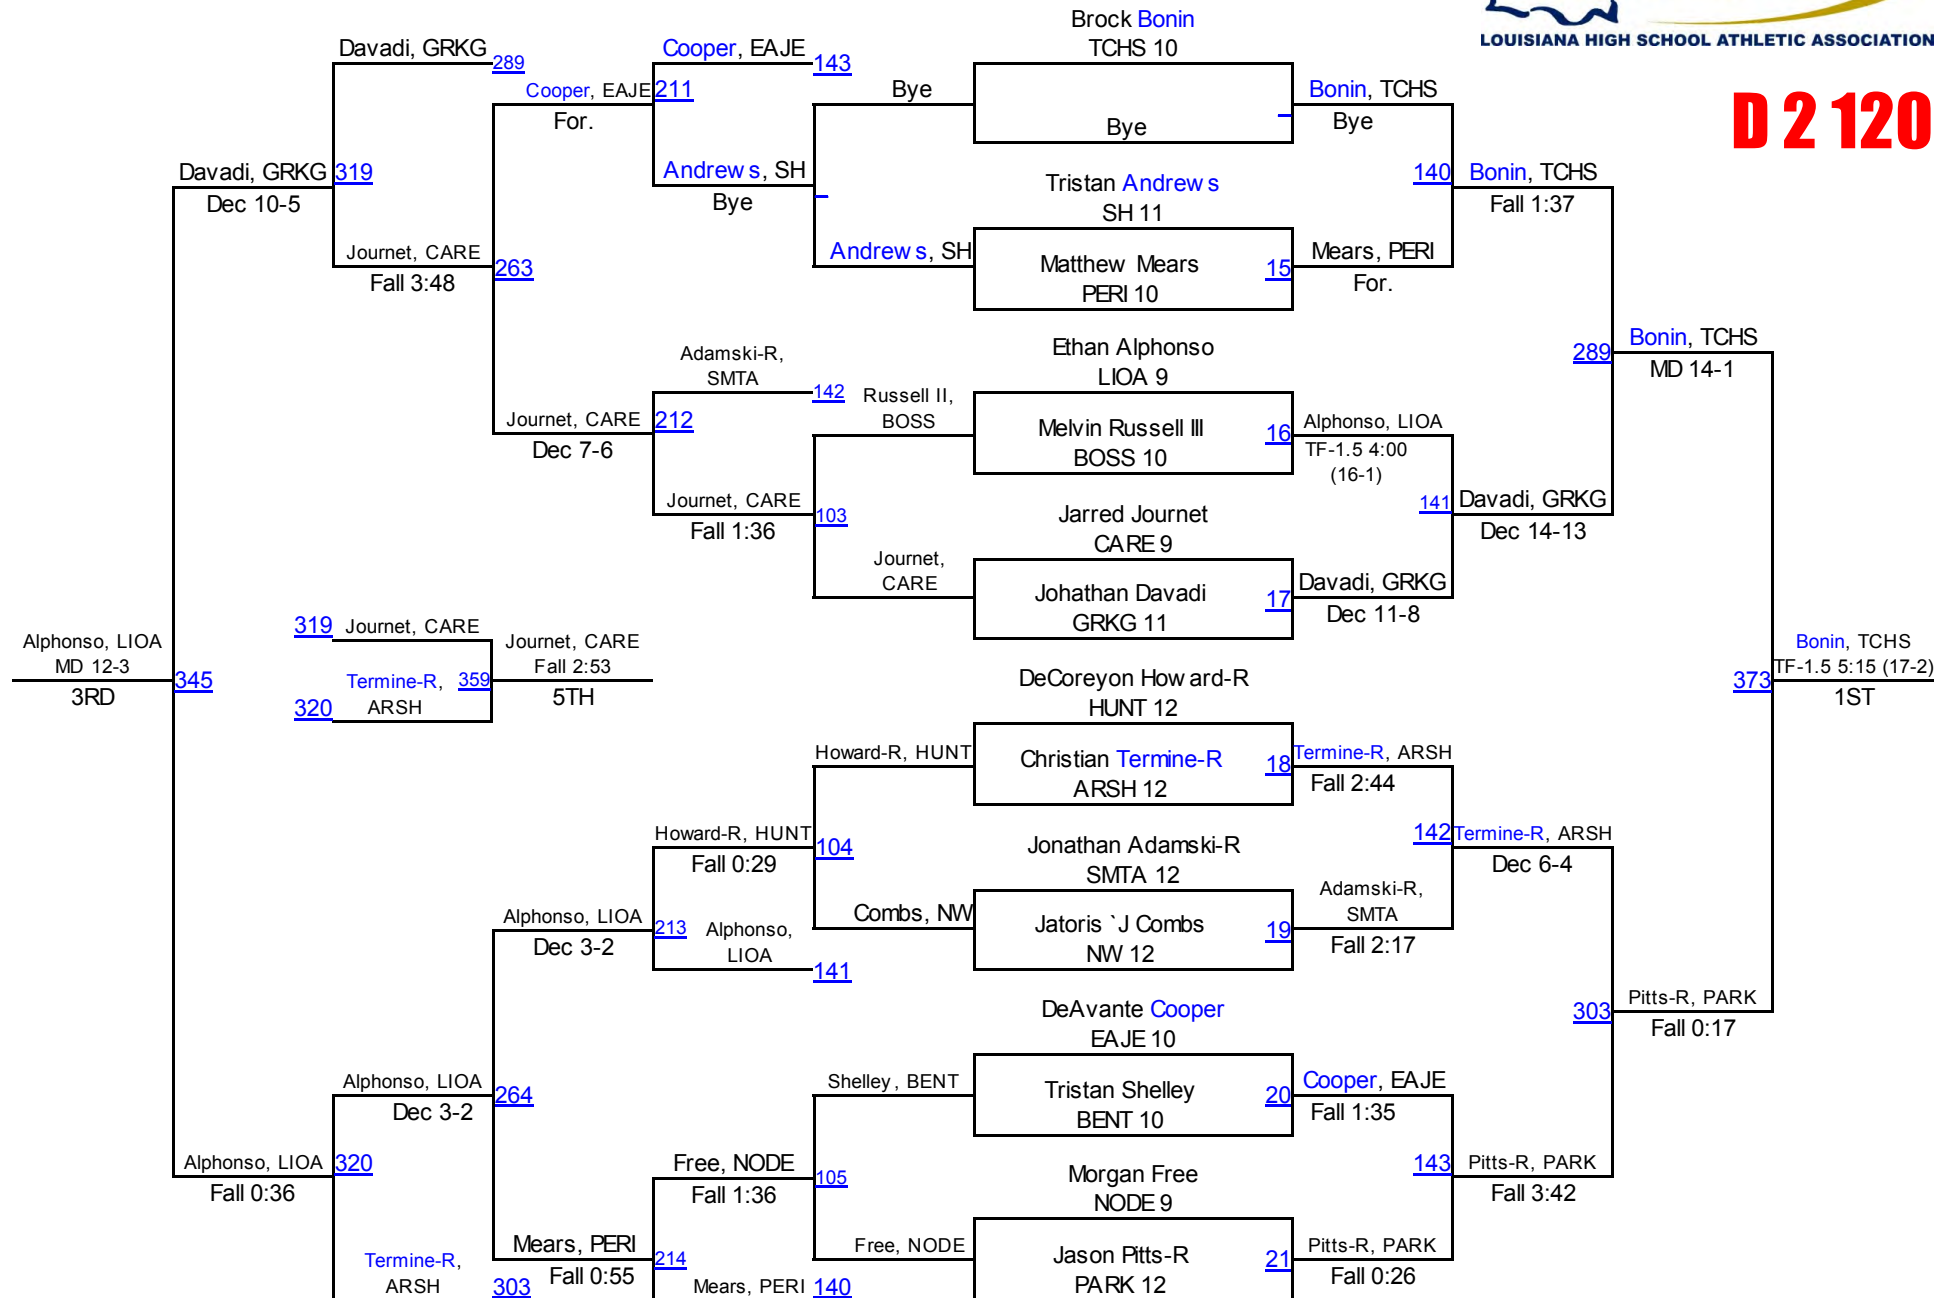 Brock Bonin
TCHS 10
LOUISIANA HIGH SCHOOL ATHLETIC ASSOCIATION
D 2 120
Davadi, GRKG
289
Cooper, EAJE
143
Cooper, EAJE
211
For.
Bye
Bye
Bonin, TCHS
Bye
Davadi, GRKG
319
Dec 10-5
Andrews, SH
Bye
Tristan Andrews
SH 11
140
Bonin, TCHS
Fall 1:37
Journet, CARE
Fall 3:48
263
Andrews, SH
Matthew Mears
PERI 10
15
Mears, PERI
For.
Adamski-R,
SMTA
142
Ethan Alphonso
LIOA 9
289
Bonin, TCHS
MD 14-1
Journet, CARE
212
Dec 7-6
Russell II,
BOSS
Melvin Russell III
BOSS 10
16
Alphonso, LIOA
TF-1.5 4:00
(16-1)
Journet, CARE
Fall 1:36
103
Jarred Journet
CARE 9
141
Davadi, GRKG
Dec 14-13
Journet,
CARE
Johathan Davadi
GRKG 11
17
Davadi, GRKG
Dec 11-8
319
Journet, CARE
Alphonso, LIOA
MD 12-3
345
3RD
Termine-R,
ARSH
320
359
Journet, CARE
Fall 2:53
5TH
DeCoreyon Howard-R
HUNT 12
373
Bonin, TCHS
TF-1.5 5:15 (17-2)
1ST
Howard-R, HUNT
Christian Termine-R
ARSH 12
18
Termine-R, ARSH
Fall 2:44
Howard-R, HUNT
Fall 0:29
104
Jonathan Adamski-R
SMTA 12
142
Termine-R, ARSH
Dec 6-4
Alphonso, LIOA
Dec 3-2
213
Alphonso,
LIOA
141
Combs, NW
Jatoris `J Combs
NW 12
19
Adamski-R,
SMTA
Fall 2:17
DeAvante Cooper
EAJE 10
303
Pitts-R, PARK
Fall 0:17
Alphonso, LIOA
Dec 3-2
264
Shelley, BENT
Tristan Shelley
BENT 10
20
Cooper, EAJE
Fall 1:35
Alphonso, LIOA
Fall 0:36
320
Free, NODE
Fall 1:36
105
Morgan Free
NODE 9
143
Pitts-R, PARK
Fall 3:42
Termine-R,
ARSH
303
Mears, PERI
Fall 0:55
214
Mears, PERI
140
Free, NODE
Jason Pitts-R
PARK 12
21
Pitts-R, PARK
Fall 0:26